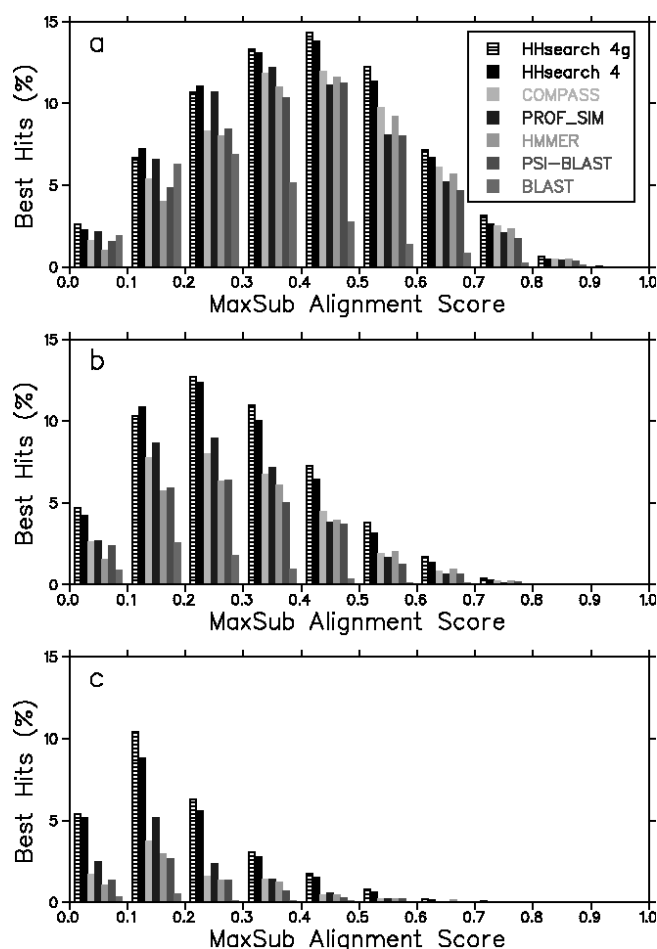 15
10
5
0
Best Hits (%)
a
HHsearch 4g
HHsearch 4
COMPASS
PROF_SIM
HMMER
PSI-BLAST
BLAST
0.0 0.1 0.2 0.3 0.4 0.5 0.6 0.7 0.8 0.9 1.0
MaxSub Alignment Score
15
10
5
0
Best Hits (%)
b
0.0 0.1 0.2 0.3 0.4 0.5 0.6 0.7 0.8 0.9 1.0
MaxSub Alignment Score
15
10
5
0
Best Hits (%)
c
0.0 0.1 0.2 0.3 0.4 0.5 0.6 0.7 0.8 0.9 1.0
MaxSub Alignment Score